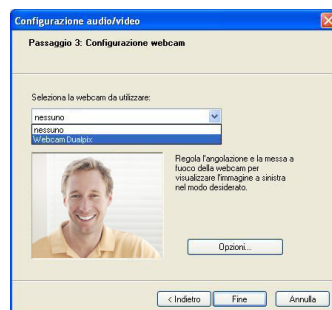 Configurazione audio/video
Passaggio 3: Configurazione webcam
Seleziona la webcam da utilizzare:
nessuno
nessuno
Webcam Dualpix
Regola l'angolazione e la messa a
fuoco della webcam per
visualizzare l'immagine a sinistra
nel modo desiderato.
Opzioni...
< Indietro
Fine
Annulla